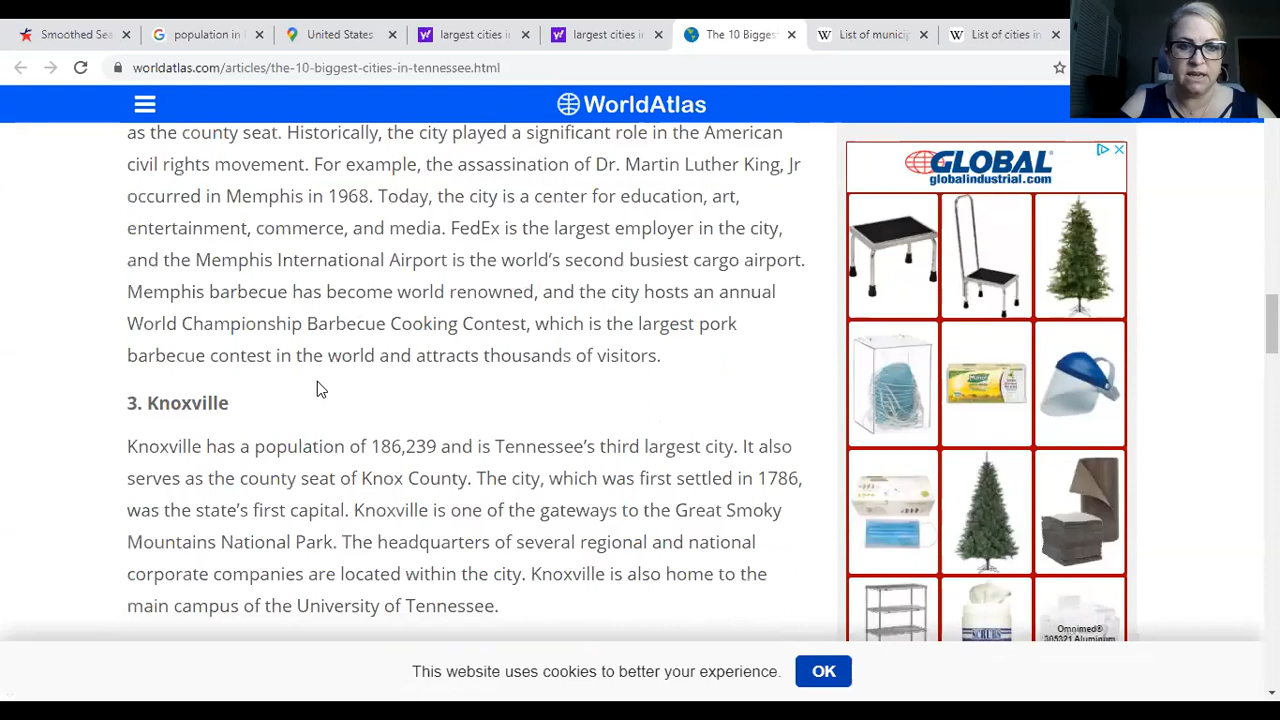 Smoothed Sea
population in
United States
largest cities in
largest cities in
The 10 Bigges
List of munic
List of cities in
worldatlas.com/articles/the-10-biggest-cities-in-tennessee.html
WorldAtlas
as the county seat. Historically, the city played a significant role in the American
civil rights movement. For example, the assassination of Dr. Martin Luther King, Jr
occurred in Memphis in 1968. Today, the city is a center for education, art,
entertainment, commerce, and media. FedEx is the largest employer in the city,
and the Memphis International Airport is the world's second busiest cargo airport.
Memphis barbecue has become world renowned, and the city hosts an annual
World Championship Barbecue Cooking Contest, which is the largest pork
barbecue contest in the world and attracts thousands of visitors.
3. Knoxville
Knoxville has a population of 186,239 and is Tennessee's third largest city. It also
serves as the county seat of Knox County. The city, which was first settled in 1786,
was the state's first capital. Knoxville is one of the gateways to the Great Smoky
Mountains National Park. The headquarters of several regional and national
corporate companies are located within the city. Knoxville is also home to the
main campus of the University of Tennessee.
GLOBAL
globalindustrial.com
SCRUBS
Omnimed®
305321 Aluminum
This website uses cookies to better your experience.
OK